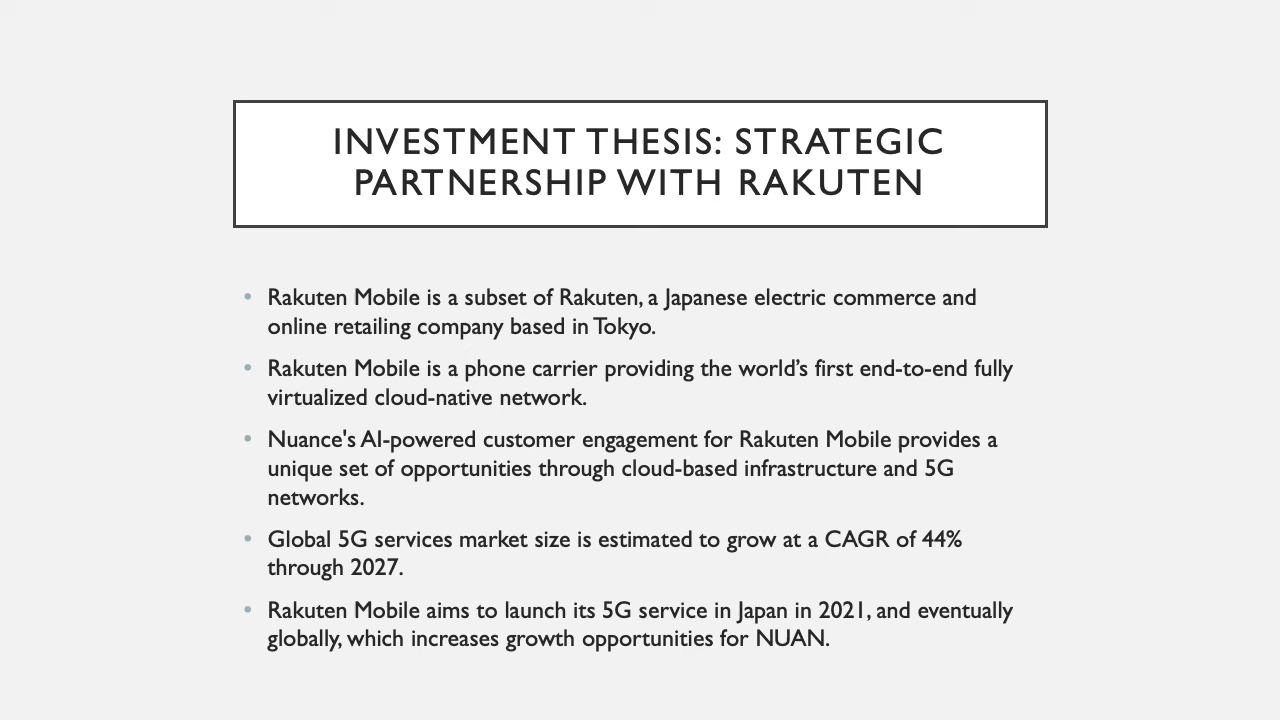 INVESTMENT THESIS: STRATEGIC
PARTNERSHIP WITH RAKUTEN
• Rakuten Mobile is a subset of Rakuten, a Japanese electric commerce and
online retailing company based in Tokyo.
• Rakuten Mobile is a phone carrier providing the world’s first end-to-end fully
virtualized cloud-native network.
• Nuance's AI-powered customer engagement for Rakuten Mobile provides a
unique set of opportunities through cloud-based infrastructure and 5G
networks.
• Global 5G services market size is estimated to grow at a CAGR of 44%
through 2027.
• Rakuten Mobile aims to launch its 5G service in Japan in 2021, and eventually
globally, which increases growth opportunities for NUAN.